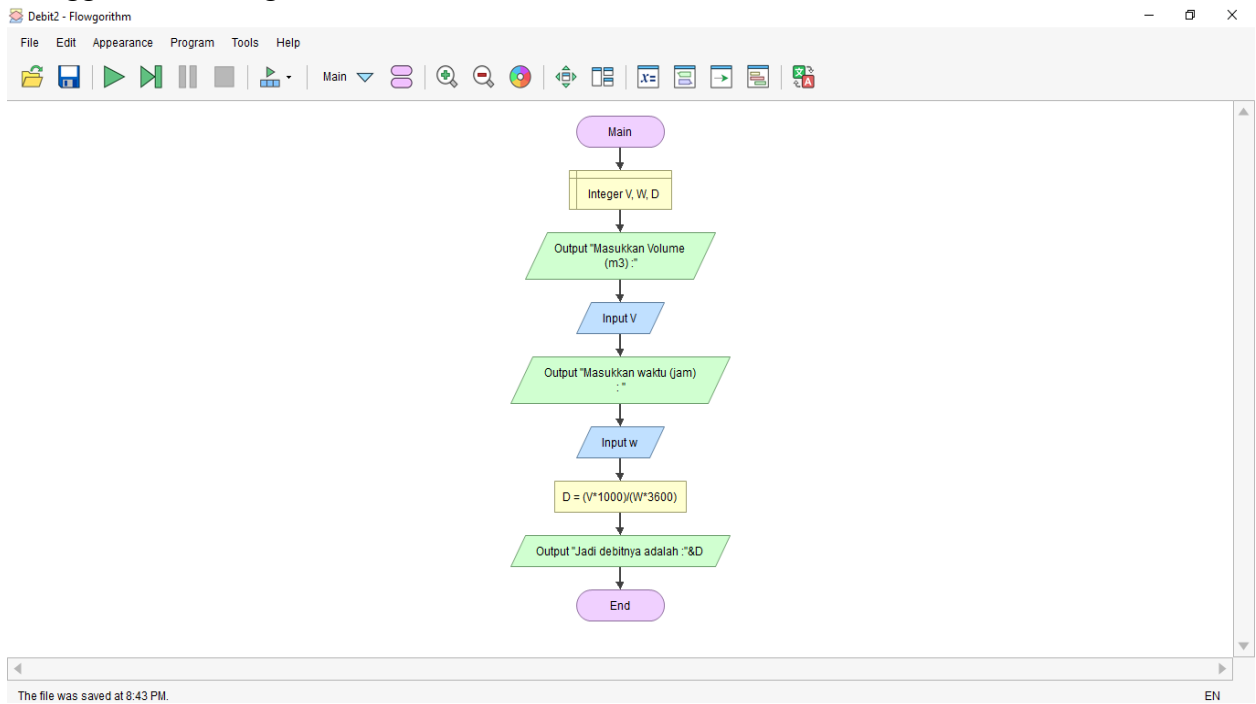 Debit2 - Flowgorithm
File Edit Appearance Program Tools Help
Main
x=
Main
Integer V, W, D
Output "Masukkan Volume
(m3) :"
Input V
Output "Masukkan waktu (jam)
: "
Input w
D = (V*1000)/(W*3600)
Output "Jadi debitnya adalah :"&D
End
The file was saved at 8:43 PM.
EN